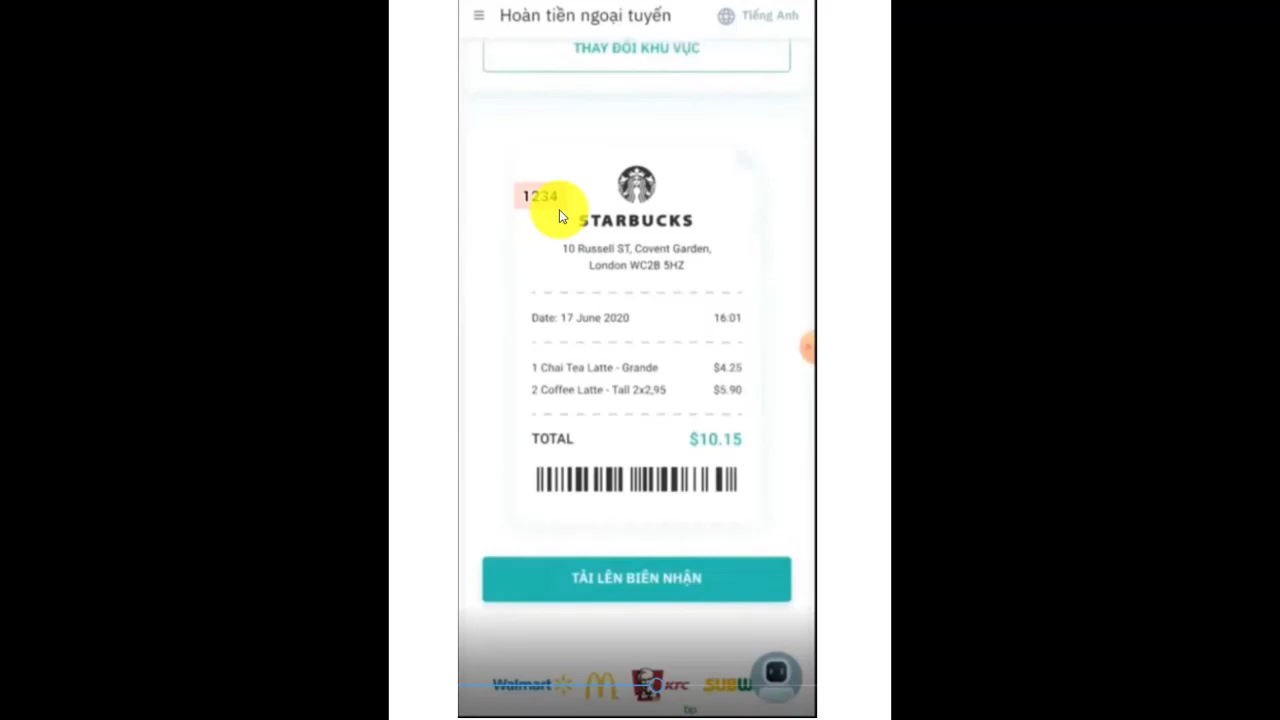 Hoàn tiền ngoại tuyến
Tiếng Anh
THAY ĐỔI KHU VỰC
1234
STARBUCKS
10 Russell ST, Covent Garden,
London WC2B 5HZ
Date: 17 June 2020 16:01
1 Chai Tea Latte - Grande $4.25
2 Coffee Latte - Tall 2x2,95 $5.90
TOTAL $10.15
TẢI LÊN BIÊN NHẬN
Walmart KFC SUBW